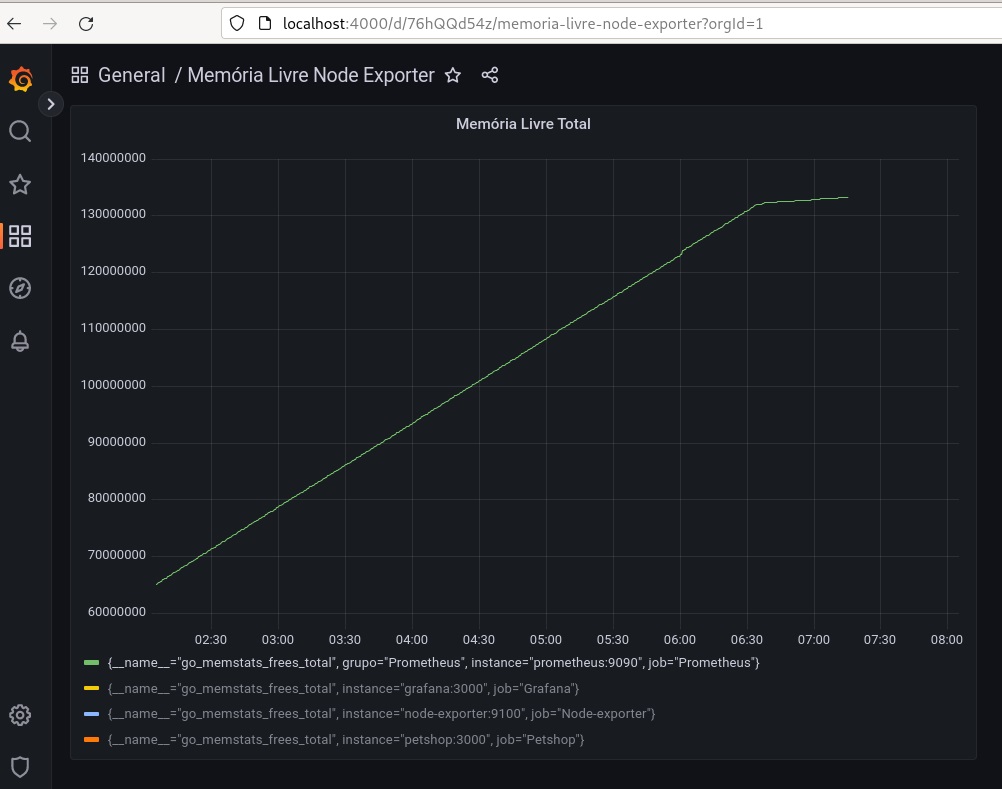 localhost:4000/d/76hQQd54z/memoria-livre-node-exporter?orgId=1
General / Memória Livre Node Exporter
Memória Livre Total
140000000
130000000
120000000
110000000
100000000
90000000
80000000
70000000
60000000
02:30 03:00 03:30 04:00 04:30 05:00 05:30 06:00 06:30 07:00 07:30 08:00
{__name__="go_memstats_frees_total", grupo="Prometheus", instance="prometheus:9090", job="Prometheus"}
{__name__="go_memstats_frees_total", instance="grafana:3000", job="Grafana"}
{__name__="go_memstats_frees_total", instance="node-exporter:9100", job="Node-exporter"}
{__name__="go_memstats_frees_total", instance="petshop:3000", job="Petshop"}